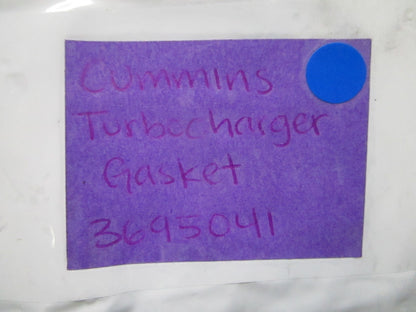 Cummins
Turbocharger
Gasket
3695041